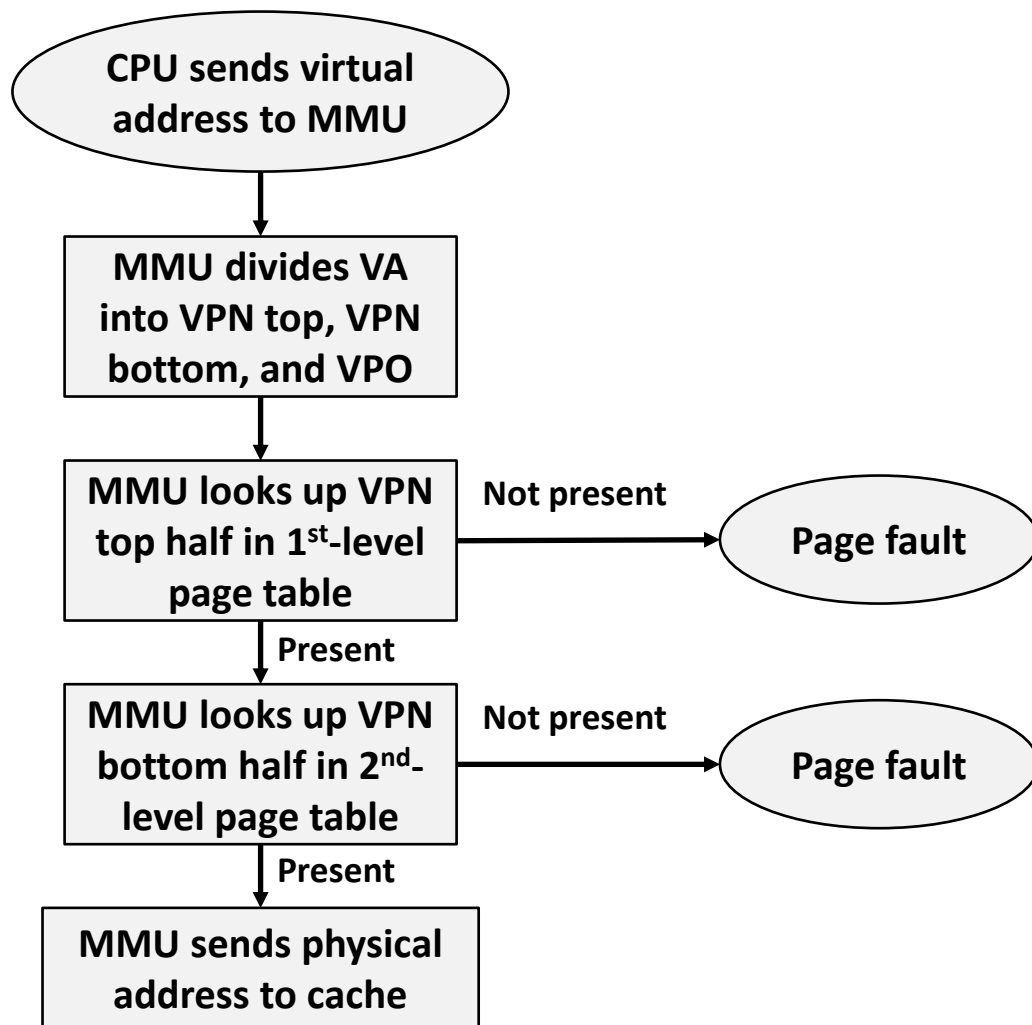 CPU sends virtual
address to MMU
MMU divides VA
into VPN top, VPN
bottom, and VPO
MMU looks up VPN
top half in 1st-level
page table
Not present
Page fault
Present
MMU looks up VPN
bottom half in 2nd-
level page table
Not present
Page fault
Present
MMU sends physical
address to cache